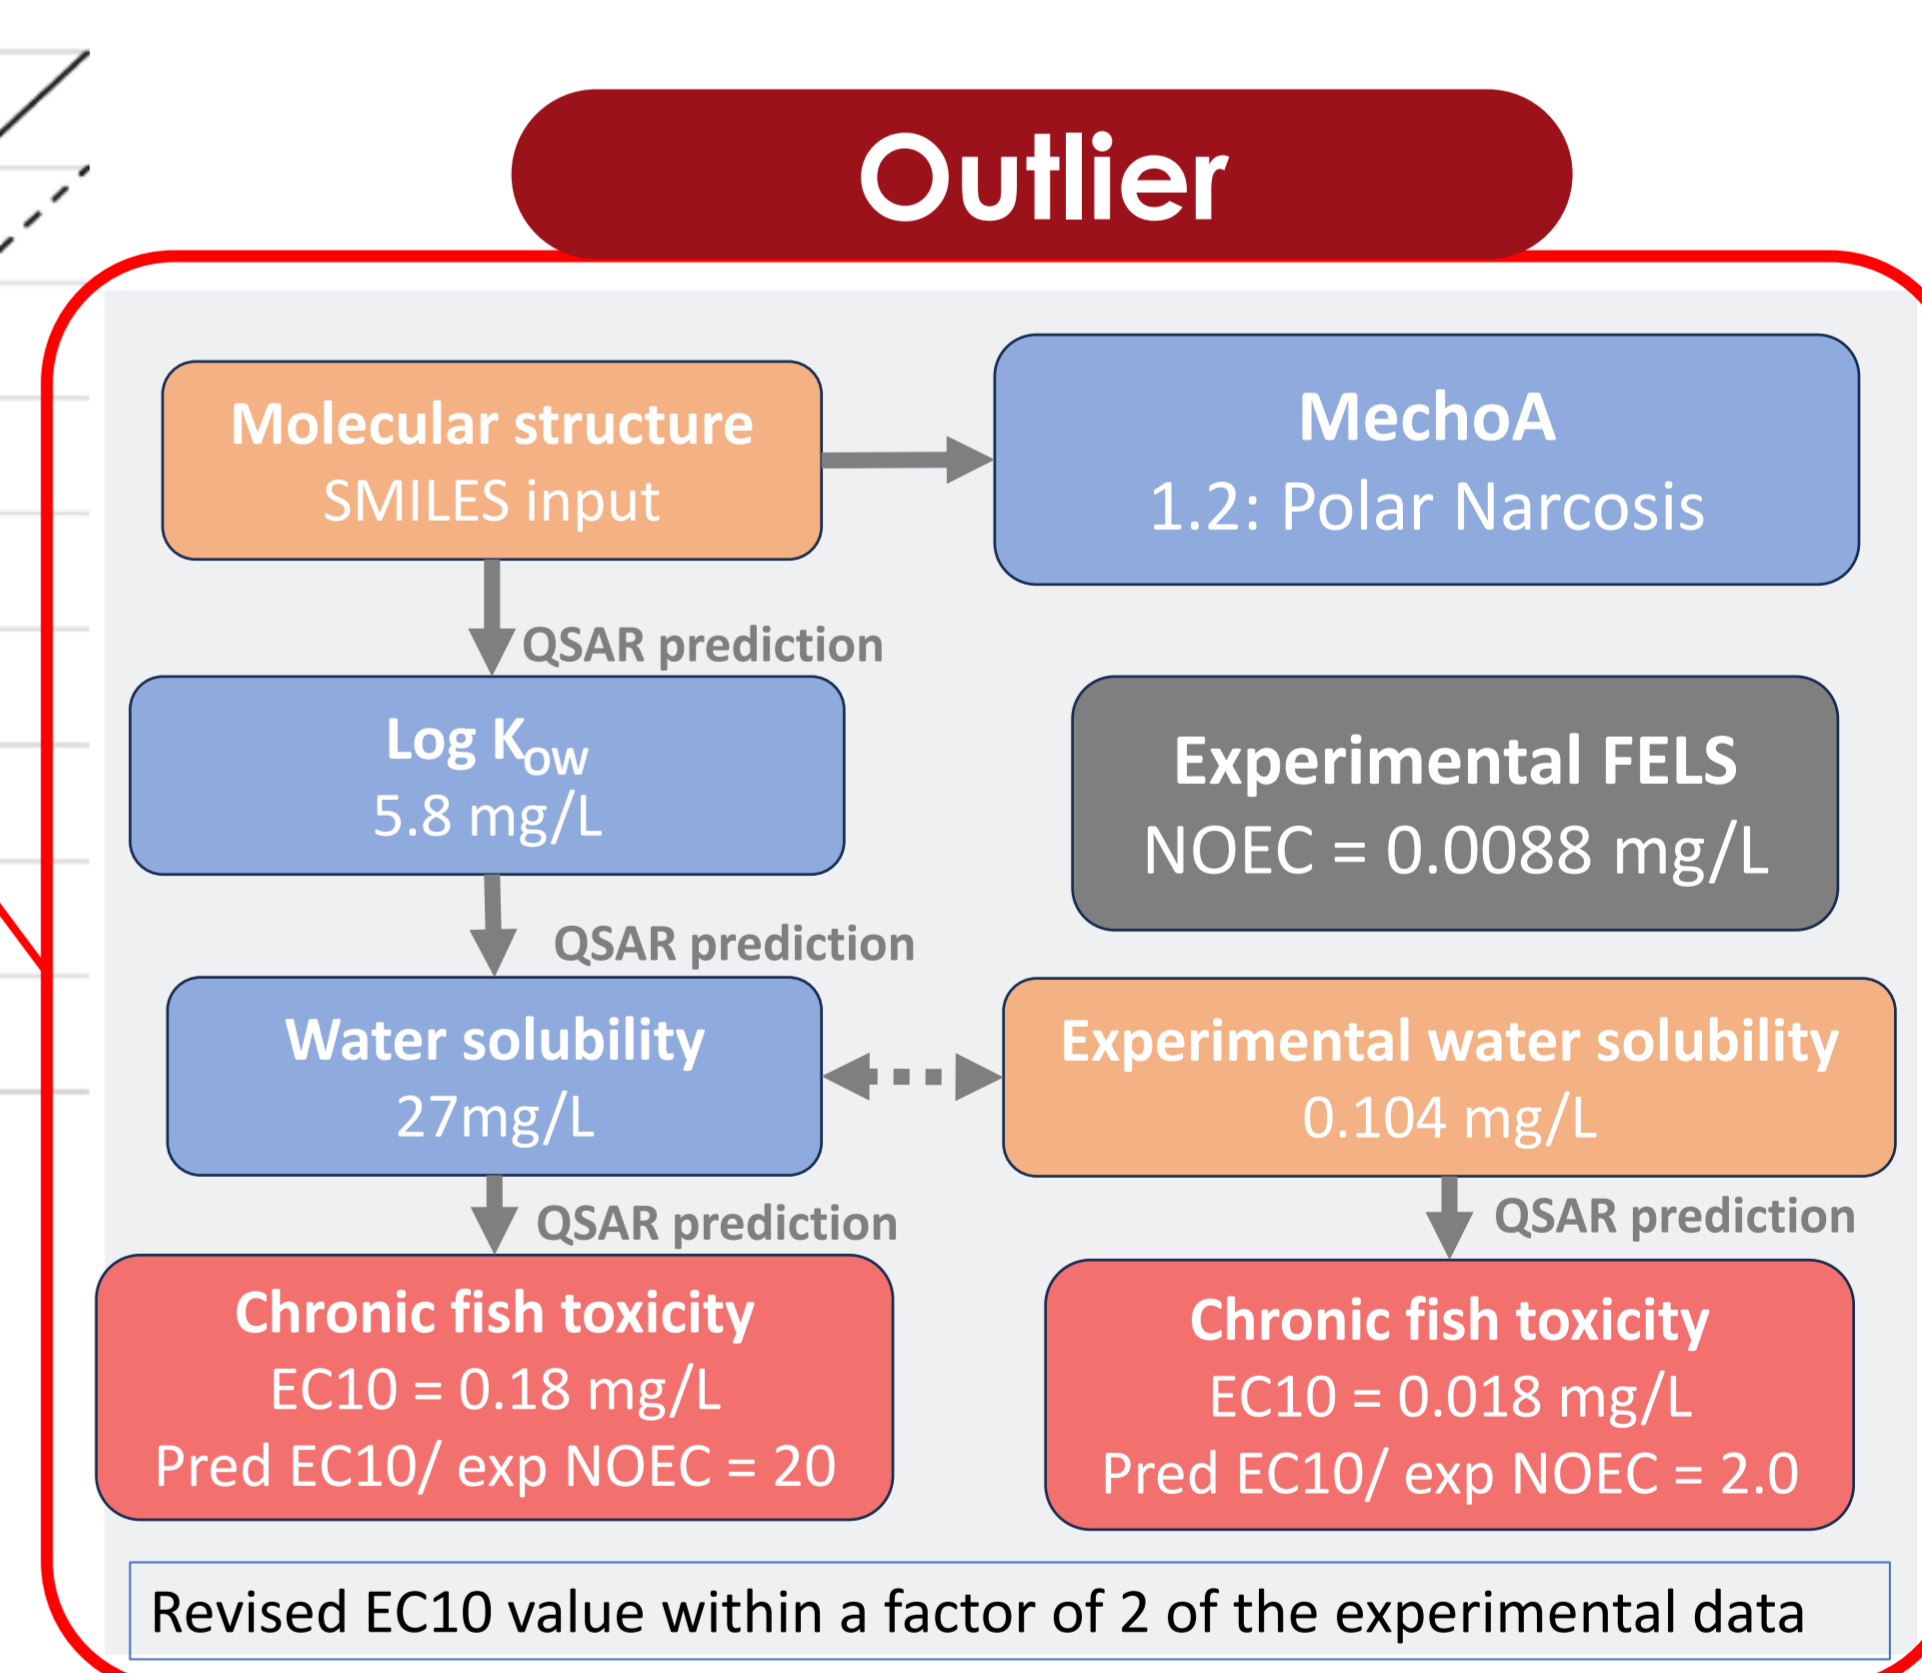 Outlier
Molecular structure
SMILES input
MechoA
1.2: Polar Narcosis
QSAR prediction
Log KOW
5.8 mg/L
Experimental FELS
NOEC = 0.0088 mg/L
QSAR prediction
Water solubility
27mg/L
Experimental water solubility
0.104 mg/L
QSAR prediction
QSAR prediction
Chronic fish toxicity
EC10 = 0.18 mg/L
Pred EC10/ exp NOEC = 20
Chronic fish toxicity
EC10 = 0.018 mg/L
Pred EC10/ exp NOEC = 2.0
Revised EC10 value within a factor of 2 of the experimental data